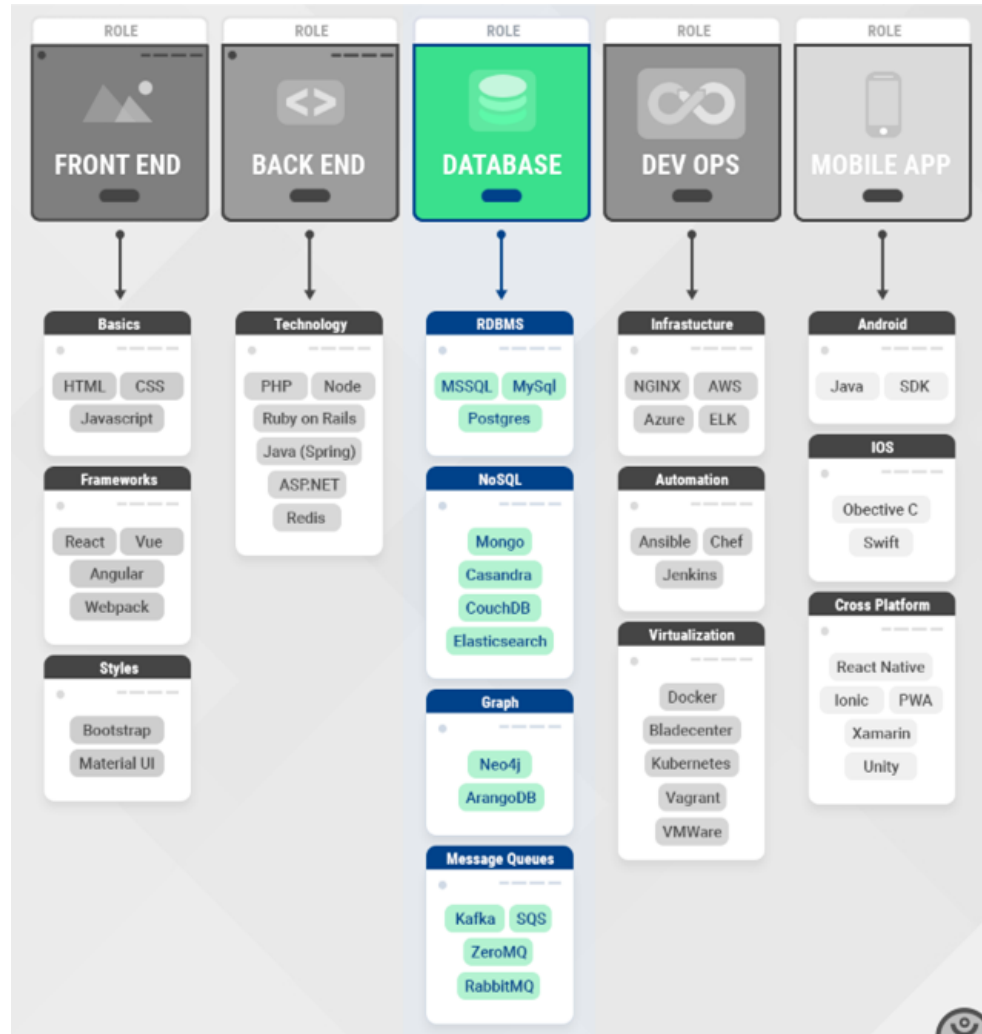 ROLE
FRONT END
Basics
HTML CSS
Javascript
Frameworks
React Vue
Angular
Webpack
Styles
Bootstrap
Material UI
ROLE
BACK END
Technology
PHP Node
Ruby on Rails
Java (Spring)
ASP.NET
Redis
ROLE
DATABASE
RDBMS
MSSQL MySql
Postgres
NoSQL
Mongo
Casandra
CouchDB
Elasticsearch
Graph
Neo4j
ArangoDB
Message Queues
Kafka SQS
ZeroMQ
RabbitMQ
ROLE
DEV OPS
Infrastucture
NGINX AWS
Azure ELK
Automation
Ansible Chef
Jenkins
Virtualization
Docker
Bladecenter
Kubernetes
Vagrant
VMWare
ROLE
MOBILE APP
Android
Java SDK
IOS
Obective C
Swift
Cross Platform
React Native
Ionic PWA
Xamarin
Unity